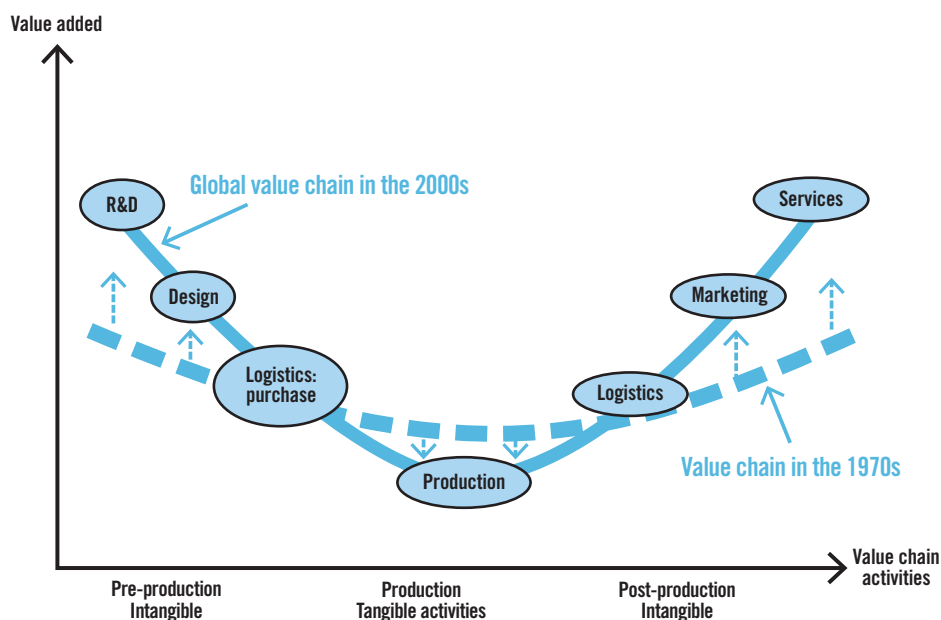 Value added
Global value chain in the 2000s
R&D
Services
Design
Marketing
Logistics:
purchase
Logistics
Production
Value chain in the 1970s
Value chain
activities
Pre-production
Intangible
Production
Tangible activities
Post-production
Intangible